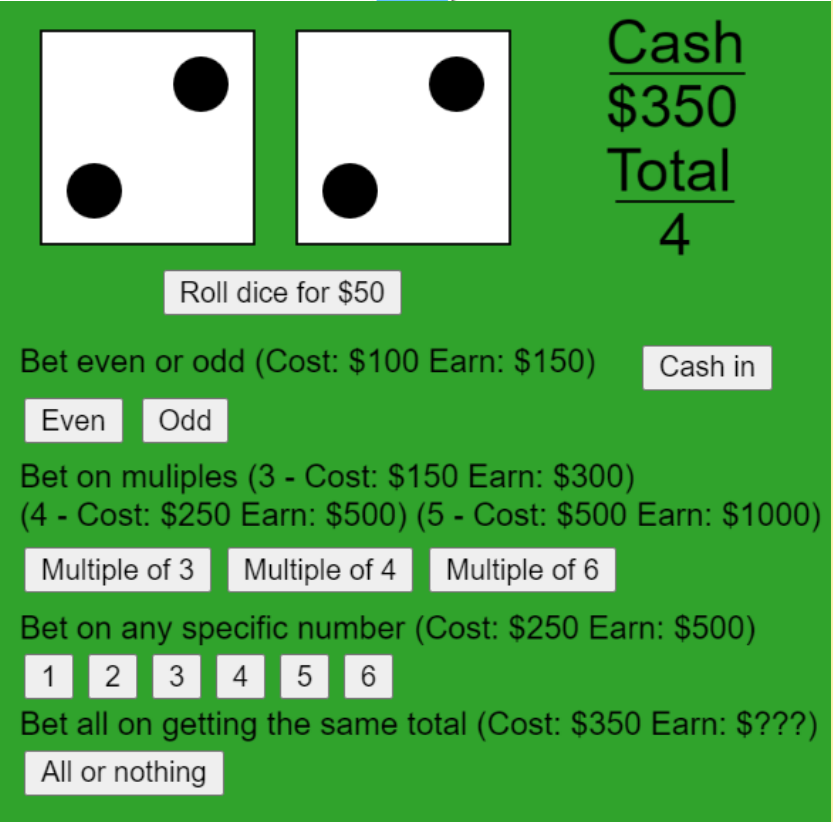 Cash
$350
Total
4
Roll dice for $50
Bet even or odd (Cost: $100 Earn: $150)
Cash in
Even Odd
Bet on muliples (3 - Cost: $150 Earn: $300)
(4 - Cost: $250 Earn: $500) (5 - Cost: $500 Earn: $1000)
Multiple of 3 Multiple of 4 Multiple of 6
Bet on any specific number (Cost: $250 Earn: $500)
1 2 3 4 5 6
Bet all on getting the same total (Cost: $350 Earn: $???)
All or nothing